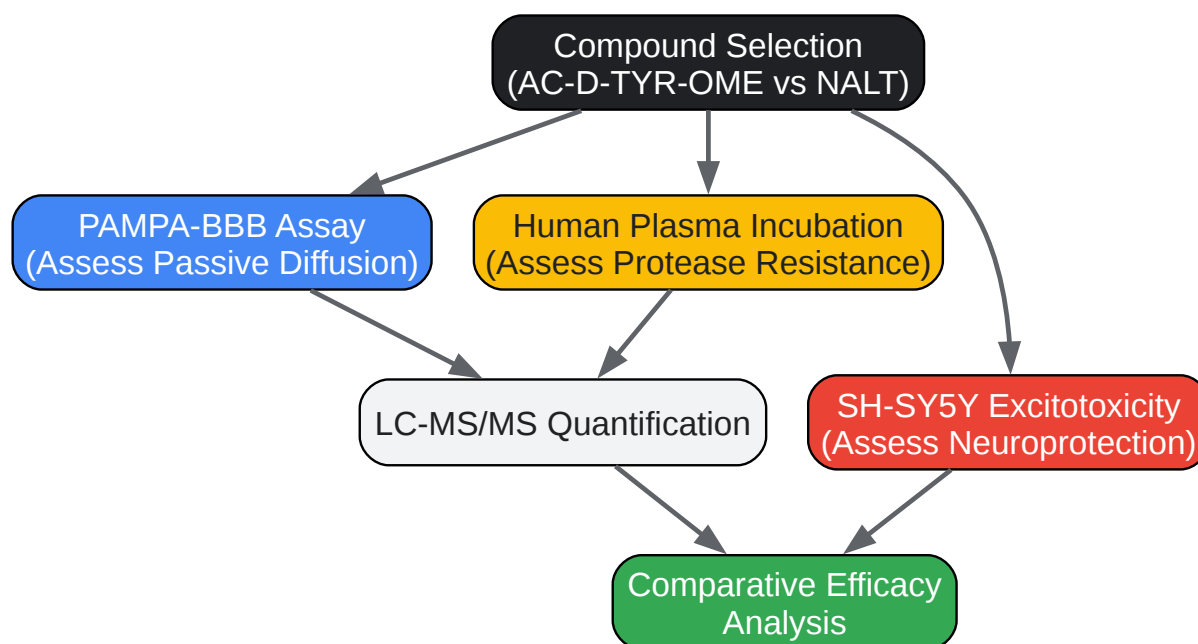 Compound Selection
(AC-D-TYR-OME vs NALT)
PAMPA-BBB Assay
(Assess Passive Diffusion)
Human Plasma Incubation
(Assess Protease Resistance)
LC-MS/MS Quantification
SH-SY5Y Excitotoxicity
(Assess Neuroprotection)
Comparative Efficacy
Analysis